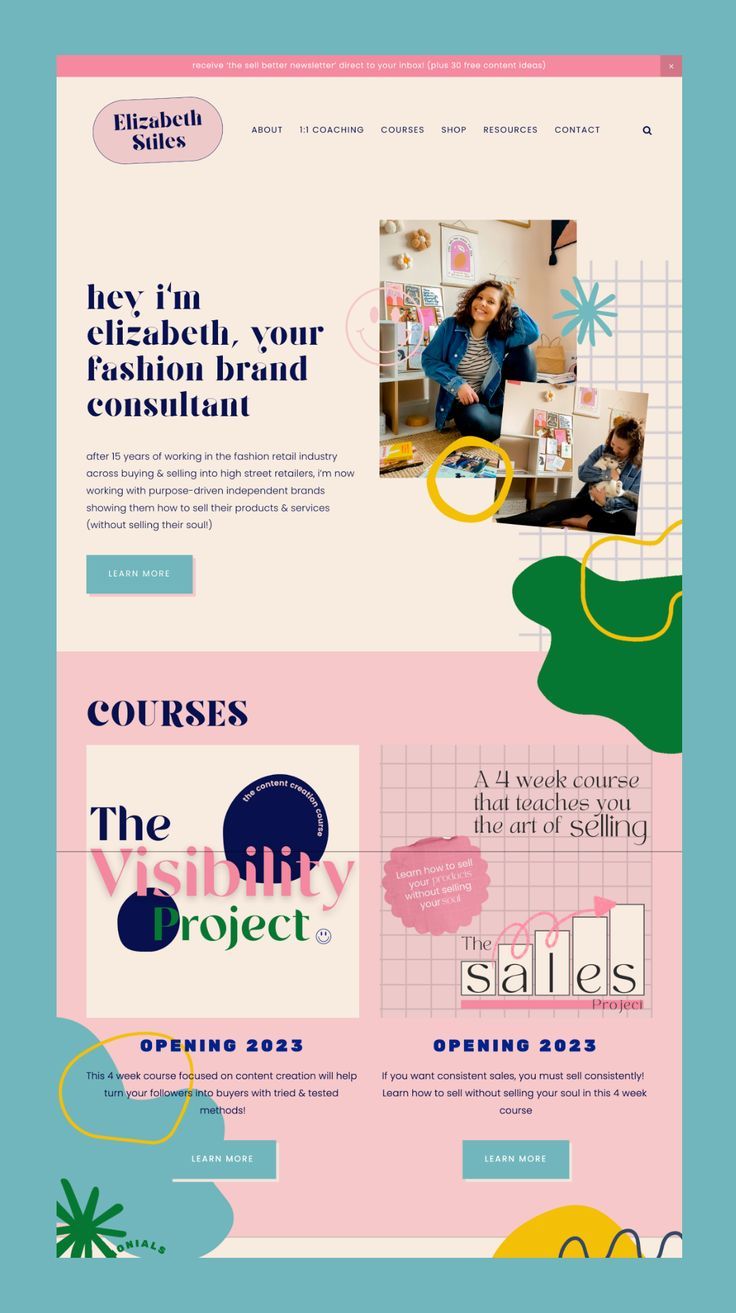 receive 'the sell better newsletter' direct to your inbox! (plus 30 free content ideas)
×
Elizabeth
Stiles
ABOUT 1:1 COACHING COURSES SHOP RESOURCES CONTACT
hey i'm
elizabeth, your
fashion brand
consultant
after 15 years of working in the fashion retail industry
across buying & selling into high street retailers, i'm now
working with purpose-driven independent brands
showing them how to sell their products & services
(without selling their soul!)
LEARN MORE
COURSES
the content creation course
The
Visibility
Project
A 4 week course
that teaches you
the art of selling
Learn how to sell
your products
without selling
your soul
The
sales
Project
OPENING 2023
This 4 week course focused on content creation will help
turn your followers into buyers with tried & tested
methods!
LEARN MORE
OPENING 2023
If you want consistent sales, you must sell consistently!
Learn how to sell without selling your soul in this 4 week
course
LEARN MORE
ONIALS